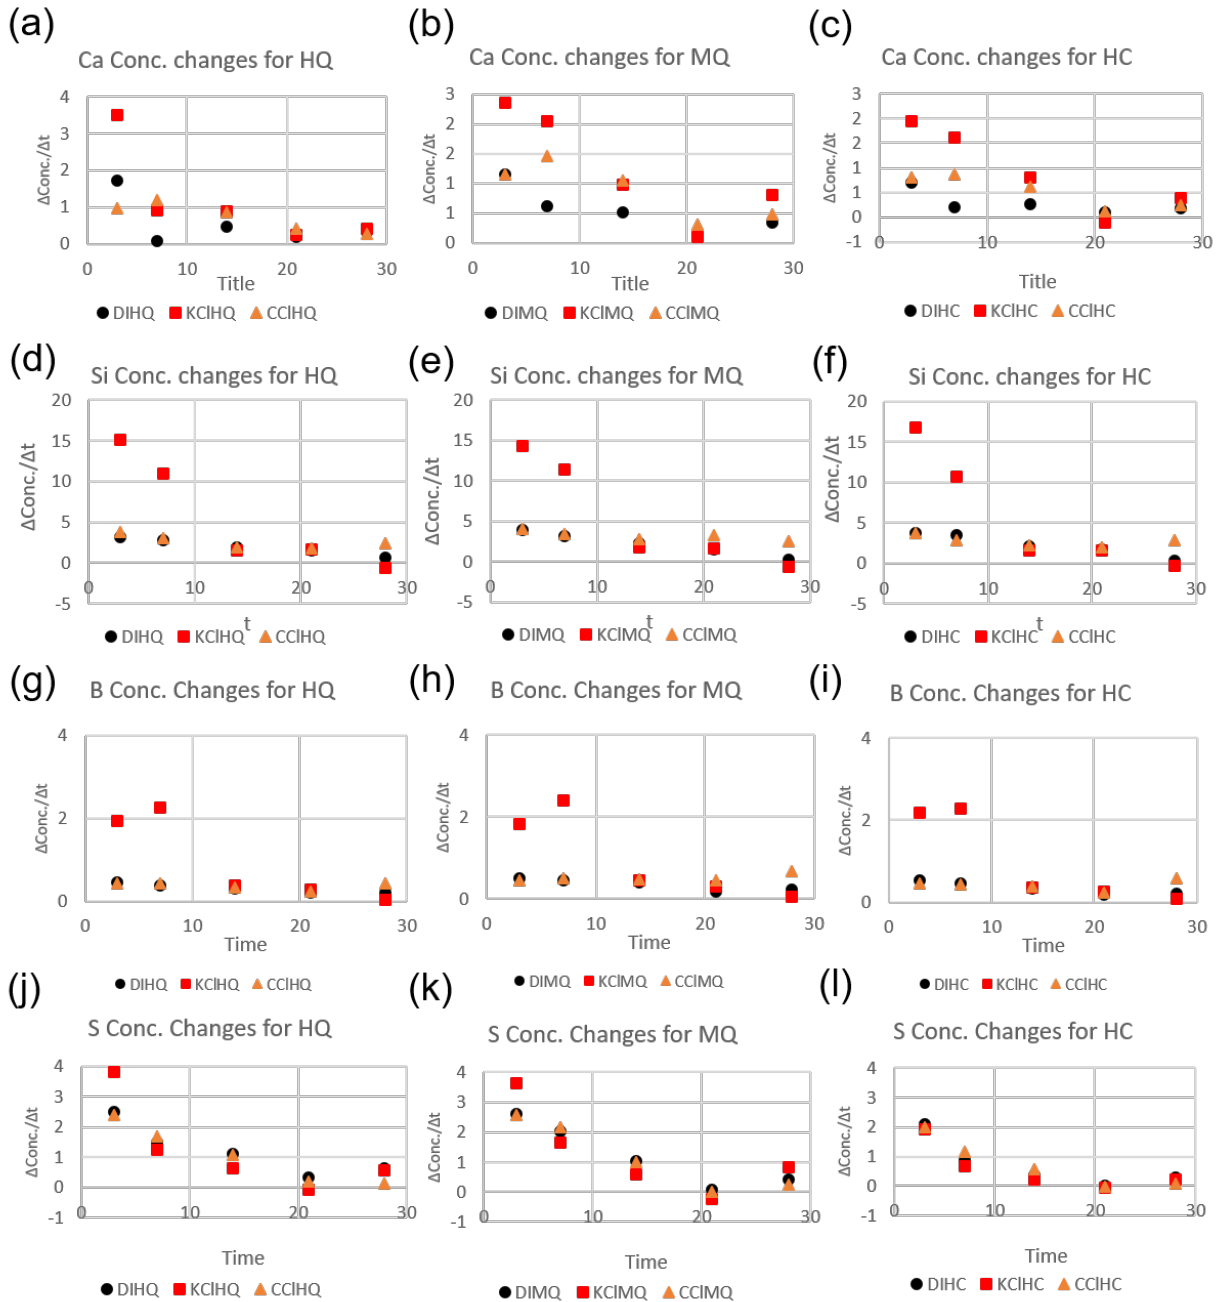 (a)
Ca Conc. changes for HQ
4
3
2
1
0
0 10 20 30
ΔConc./Δt
Title
DIHQ KClHQ CClHQ
(b)
Ca Conc. changes for MQ
3
2
2
1
1
0
0 10 20 30
ΔConc./Δt
DIMQ KClMQ CClMQ
(c)
Ca Conc. changes for HC
3
2
2
1
1
0
-1
0 10 20 30
ΔConc./Δt
Title
DIHC KClHC CClHC
(d)
Si Conc. changes for HQ
20
15
10
5
0
-5
0 10 20 30
ΔConc./Δt
t
DIHQ KClHQ CClHQ
(e)
Si Conc. changes for MQ
20
15
10
5
0
-5
0 10 20 30
ΔConc./Δt
t
DIMQ KClMQ CClMQ
(f)
Si Conc. changes for HC
20
15
10
5
0
-5
0 10 20 30
ΔConc./Δt
t
DIHC KClHC CClHC
(g)
B Conc. Changes for HQ
4
2
0
0 10 20 30
ΔConc./Δt
Time
DIHQ KClHQ CClHQ
(h)
B Conc. Changes for MQ
4
2
0
0 10 20 30
ΔConc./Δt
Time
DIMQ KClMQ CClMQ
(i)
B Conc. Changes for HC
4
2
0
0 10 20 30
ΔConc./Δt
Time
DIHC KClHC CClHC
(j)
S Conc. Changes for HQ
4
3
2
1
0
-1
0 10 20 30
ΔConc./Δt
Time
DIHQ KClHQ CClHQ
(k)
S Conc. Changes for MQ
4
3
2
1
0
-1
0 10 20 30
ΔConc./Δt
Time
DIMQ KClMQ CClMQ
(l)
S Conc. Changes for HC
4
3
2
1
0
-1
0 10 20 30
ΔConc./Δt
Time
DIHC KClHC CClHC